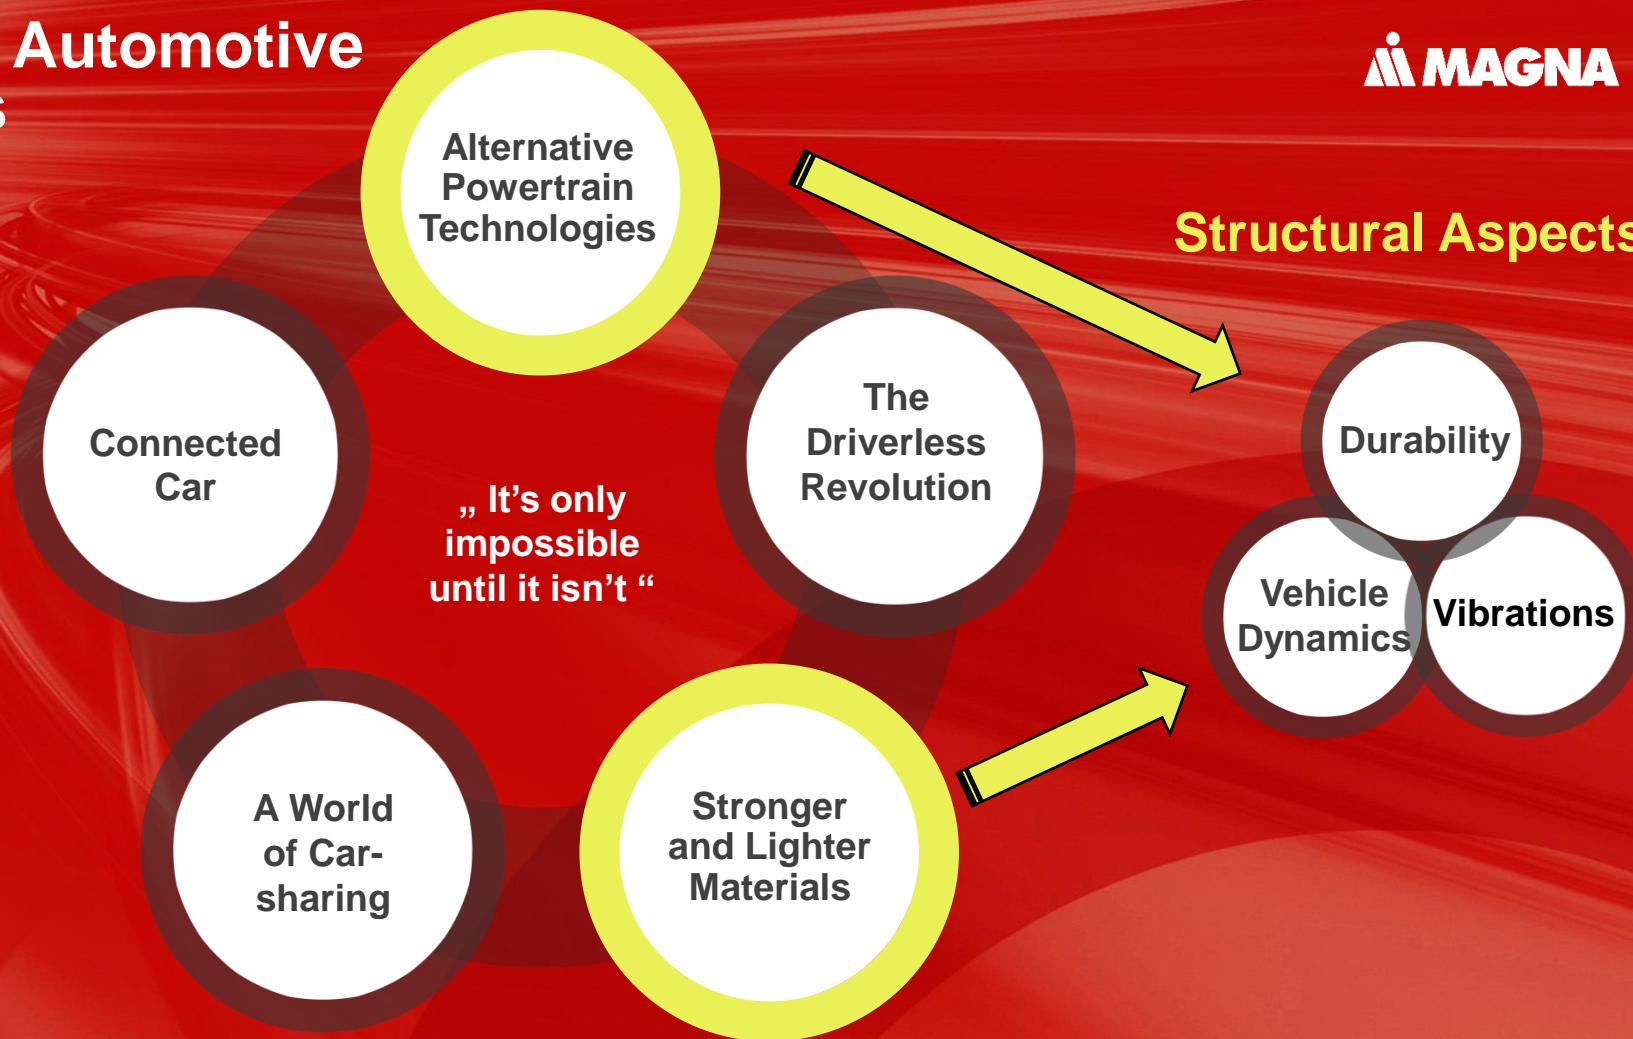 Automotive
s
MAGNA
Alternative
Powertrain
Technologies
Structural Aspects
Connected
Car
The
Driverless
Revolution
„ It’s only
impossible
until it isn’t “
Durability
Vehicle
Dynamics
Vibrations
A World
of Car-
sharing
Stronger
and Lighter
Materials